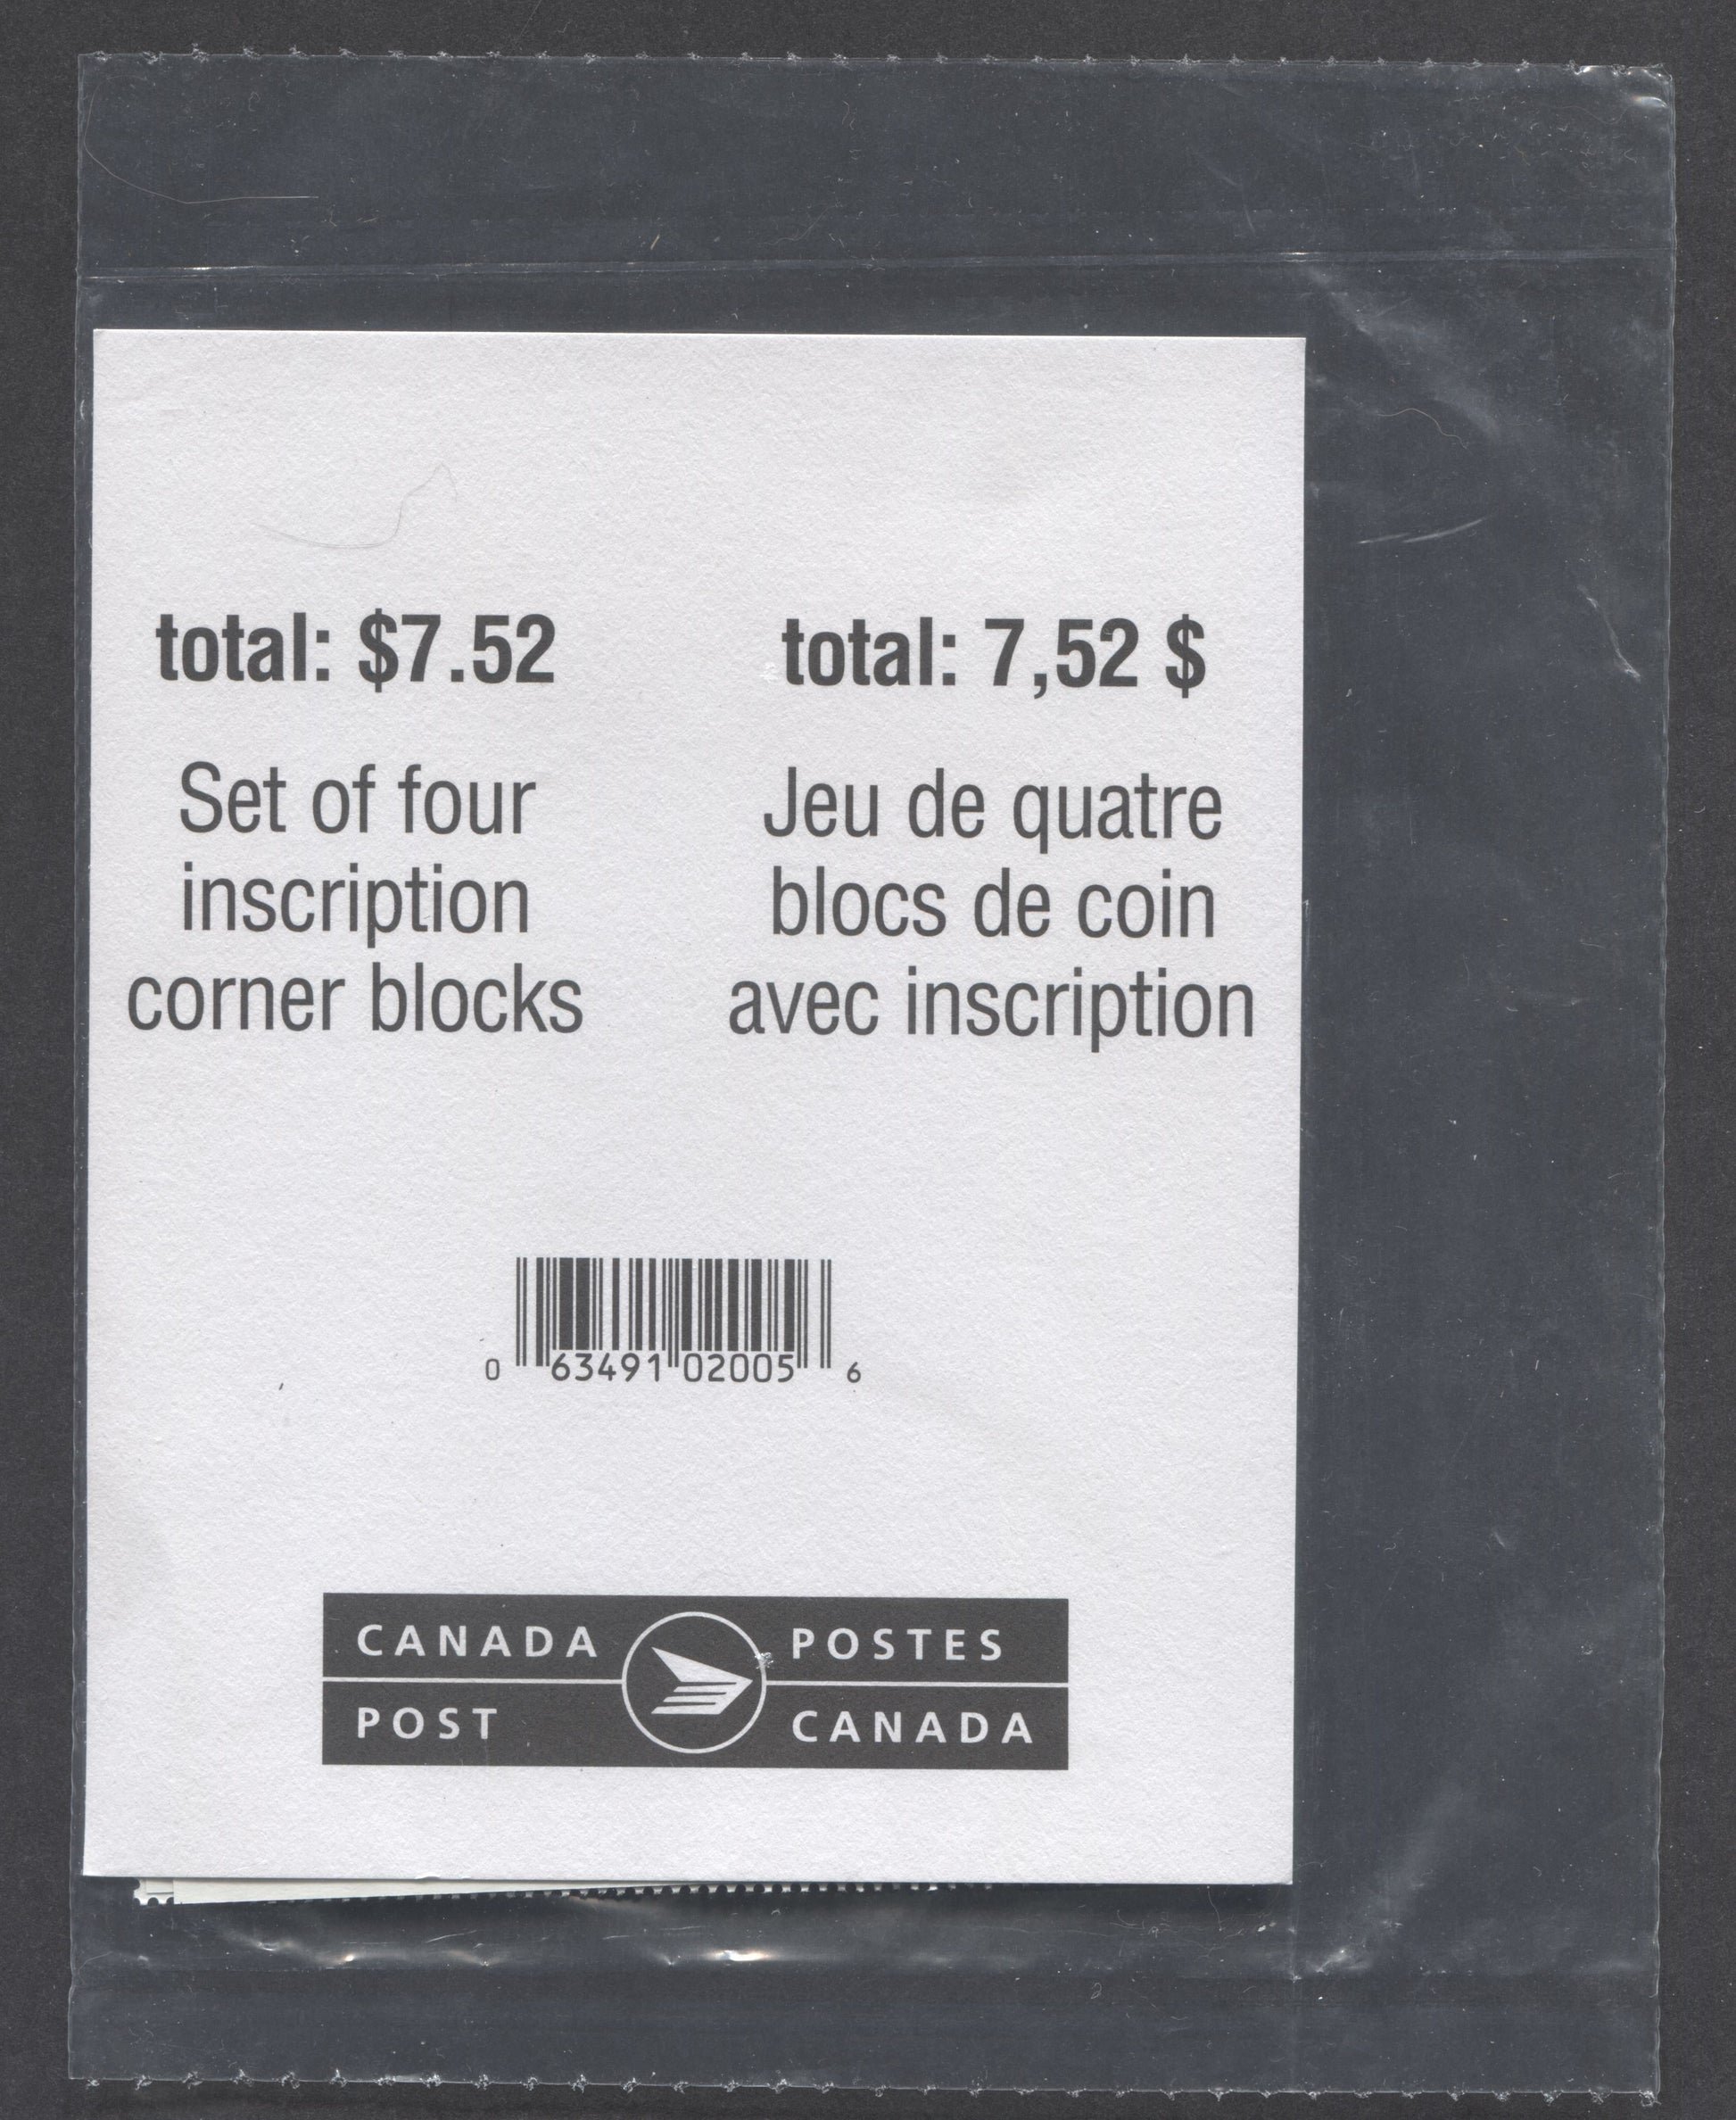 total: $7.52
Set of four
inscription
corner blocks
total: 7,52 $
Jeu de quatre
blocs de coin
avec inscription
0 63491 02005 6
CANADA
POST
POSTES
CANADA